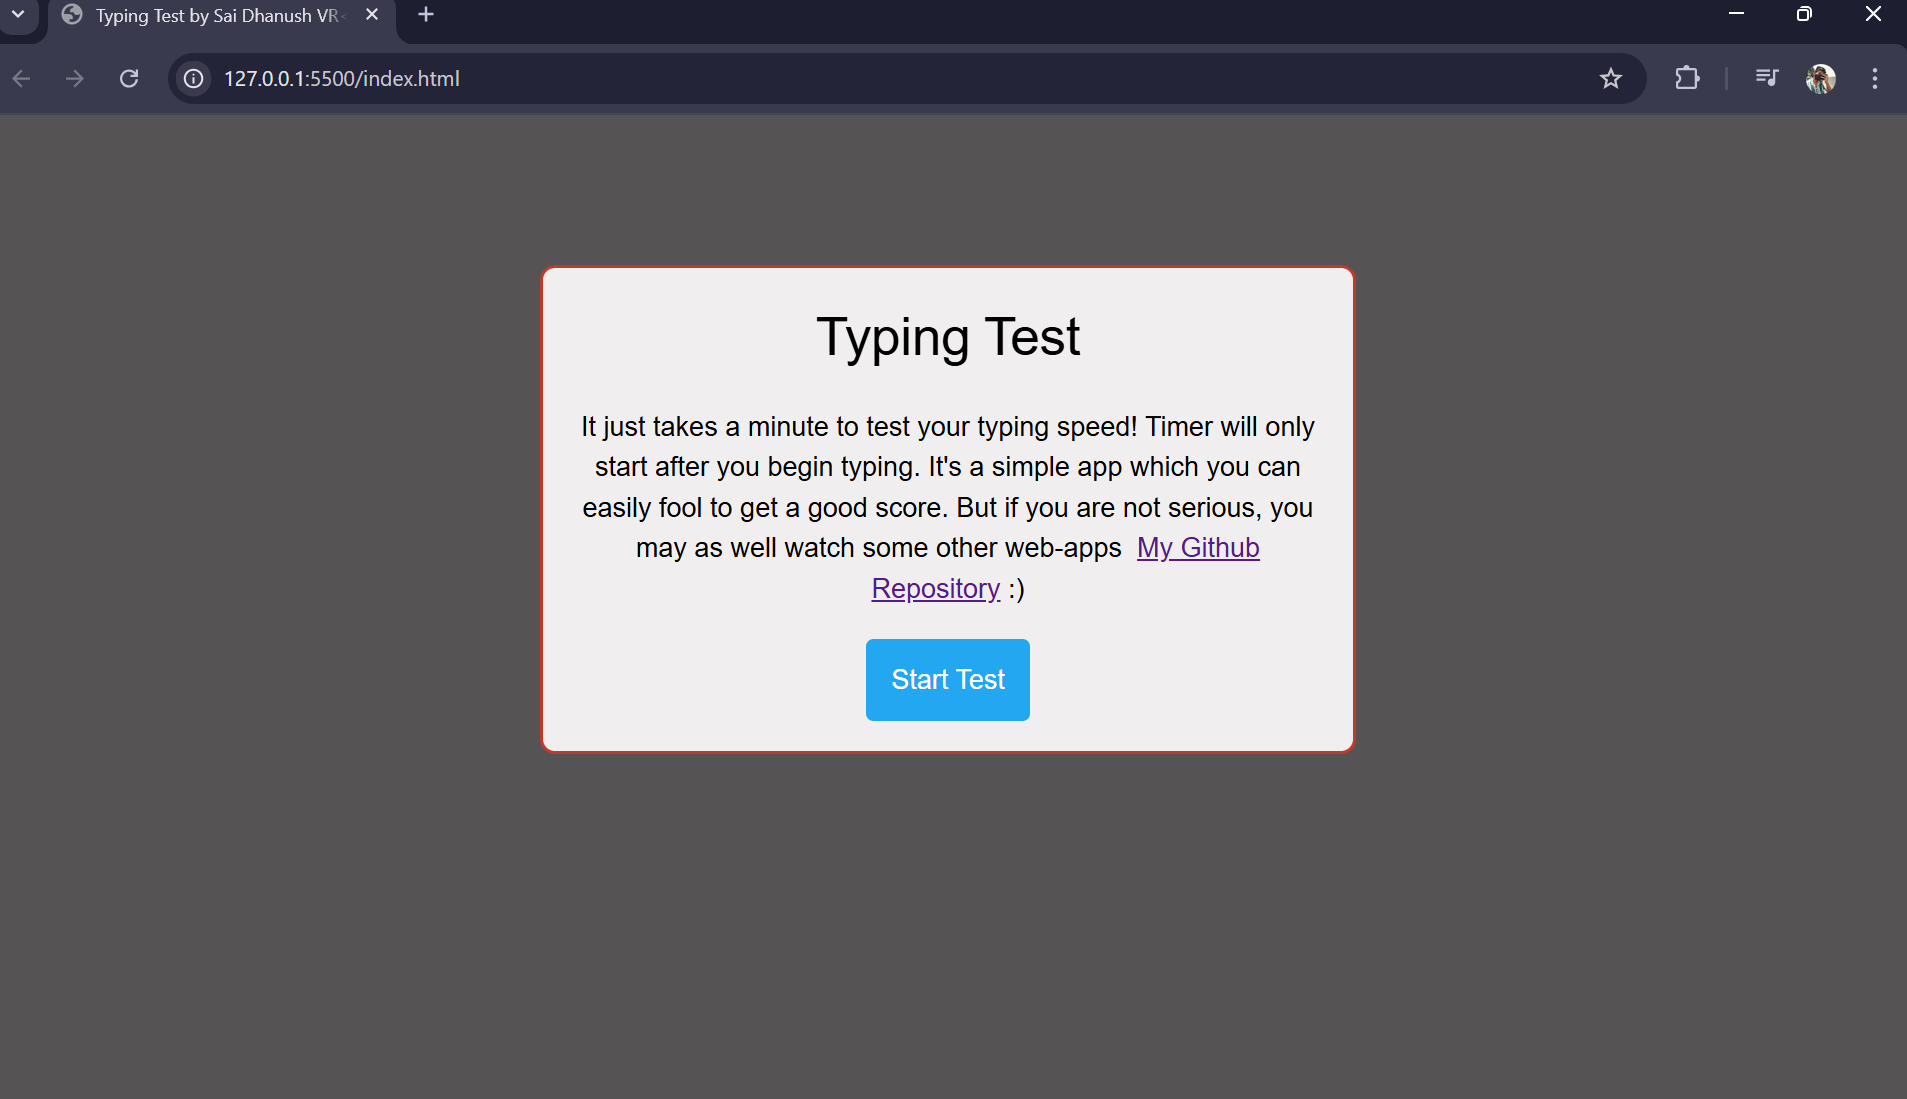 Typing Test by Sai Dhanush VR
127.0.0.1:5500/index.html
Typing Test
It just takes a minute to test your typing speed! Timer will only
start after you begin typing. It's a simple app which you can
easily fool to get a good score. But if you are not serious, you
may as well watch some other web-apps My Github
Repository :)
Start Test